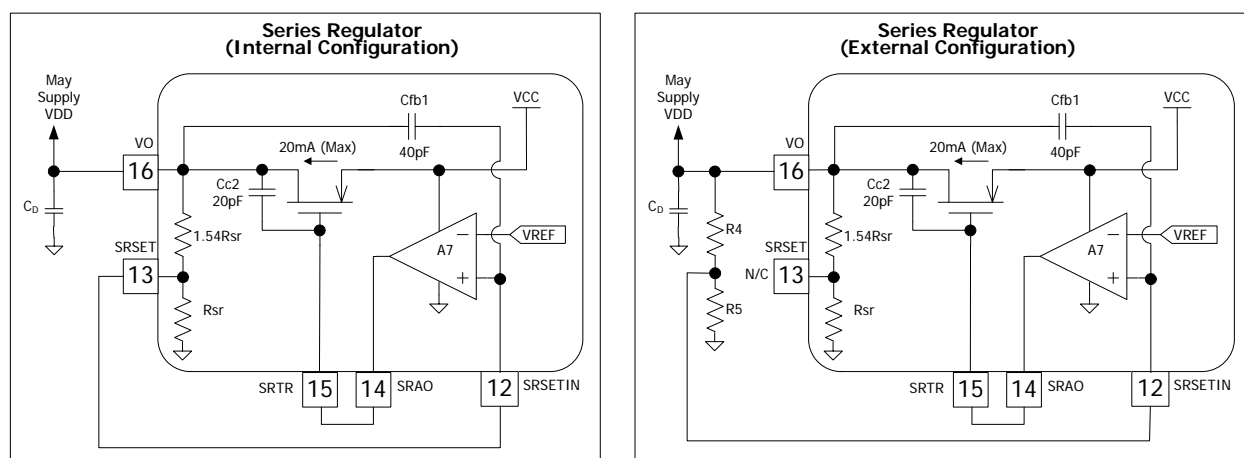 Series Regulator
(Internal Configuration)
May
Supply
VDD
VO
16
CD
SRSET
13
1.54Rsr
Rsr
Cc2
20pF
20mA (Max)
Cfb1
40pF
VCC
A7
−
+
VREF
SRTR
15
14
SRAO
12
SRSETIN
Series Regulator
(External Configuration)
May
Supply
VDD
VO
16
CD
R4
R5
SRSET
N/C
13
1.54Rsr
Rsr
Cc2
20pF
20mA (Max)
Cfb1
40pF
VCC
A7
−
+
VREF
SRTR
15
14
SRAO
12
SRSETIN